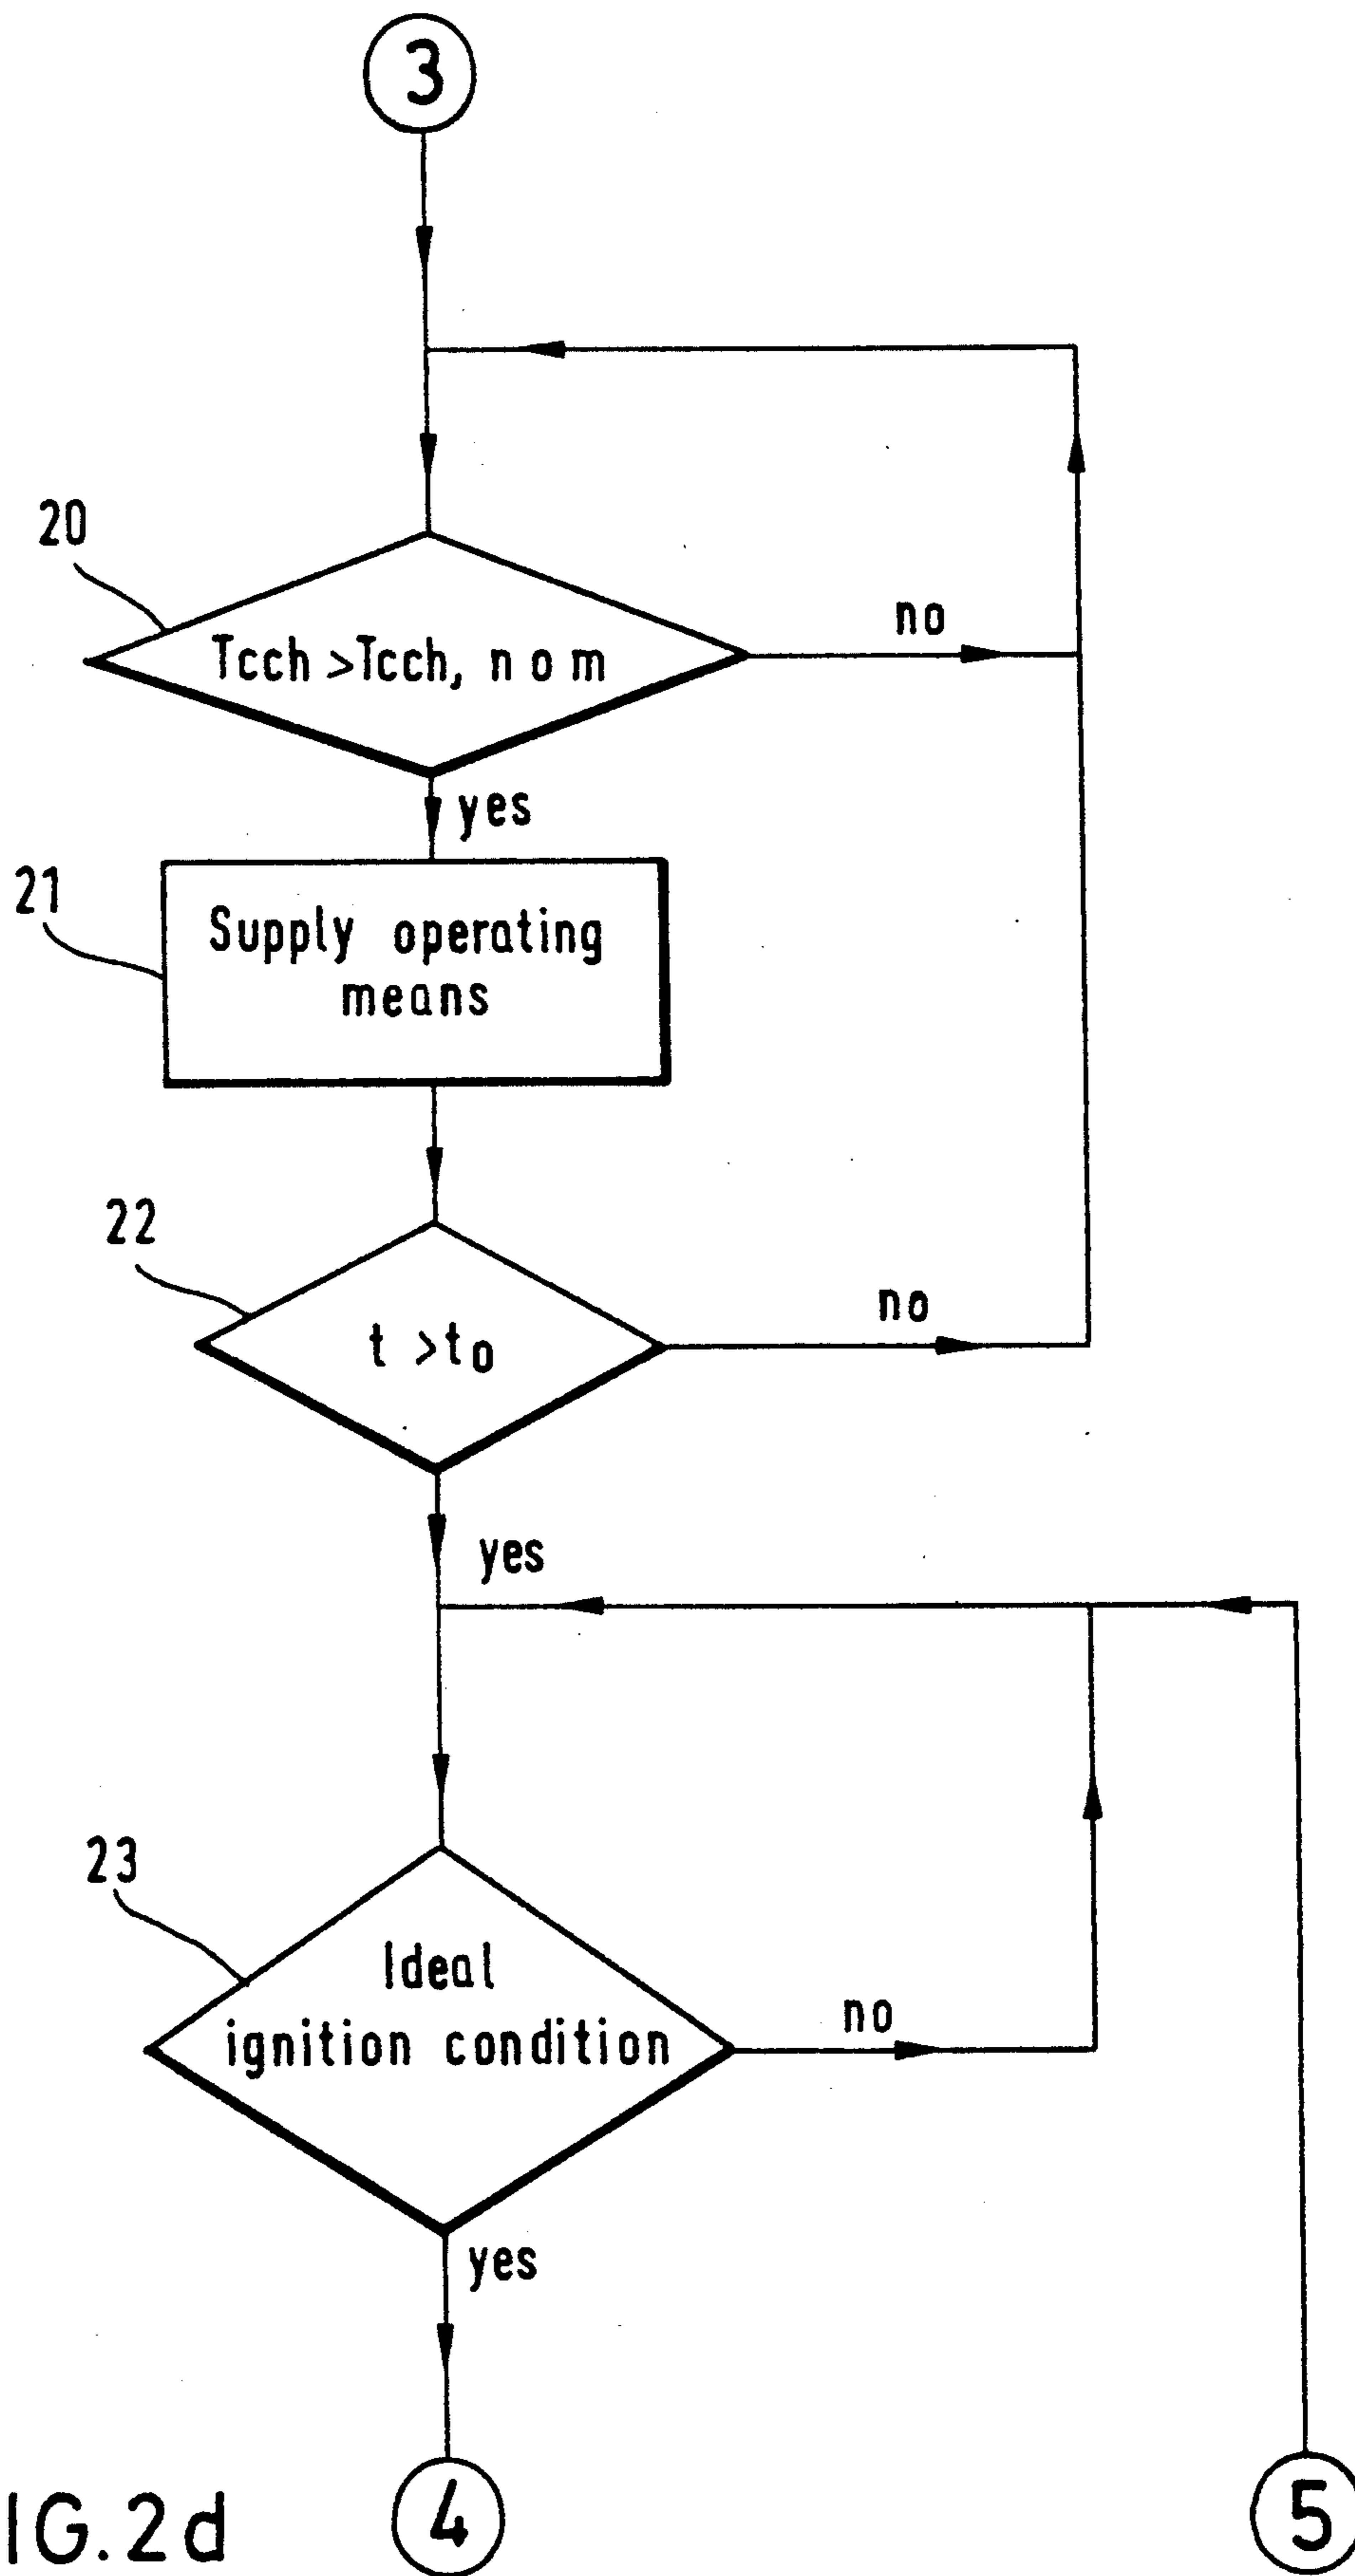 3
20
Tcch >Tcch, nom
no
yes
21
Supply operating
means
22
t >t₀
no
yes
23
Ideal
ignition condition
no
yes
IG.2d
4
5